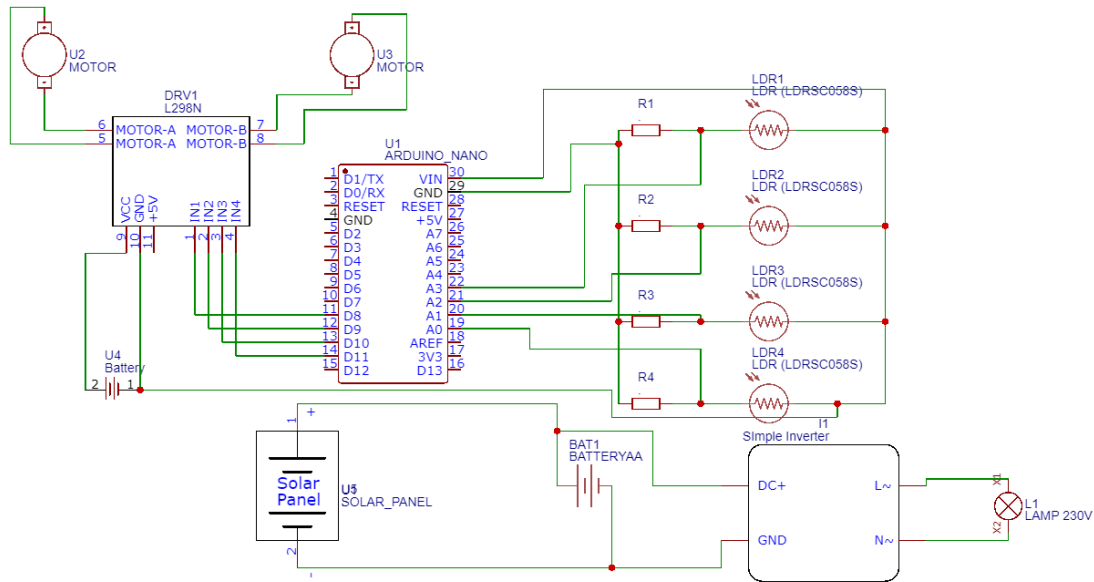 U2
MOTOR
U3
MOTOR
DRV1
L298N
6 MOTOR-A MOTOR-B 7
5 MOTOR-A MOTOR-B 8
VCC GND +5V IN1 IN2 IN3 IN4
9 10 11 1 2 3 4
U1
ARDUINO_NANO
1 D1/TX VIN 30
2 D0/RX GND 29
3 RESET RESET 28
4 GND +5V 27
5 D2 A7 26
6 D3 A6 25
7 D4 A5 24
8 D5 A4 23
9 D6 A3 22
10 D7 A2 21
11 D8 A1 20
12 D9 A0 19
13 D10 AREF 18
14 D11 3V3 17
15 D12 D13 16
R1
LDR1
LDR (LDRSC058S)
R2
LDR2
LDR (LDRSC058S)
R3
LDR3
LDR (LDRSC058S)
R4
LDR4
LDR (LDRSC058S)
U4
Battery
2 1
1 +
Solar
Panel
SOLAR_PANEL
2 -
BAT1
BATTERYAA
I1
SImple Inverter
DC+ L~
GND N~
X1
X2
L1
LAMP 230V